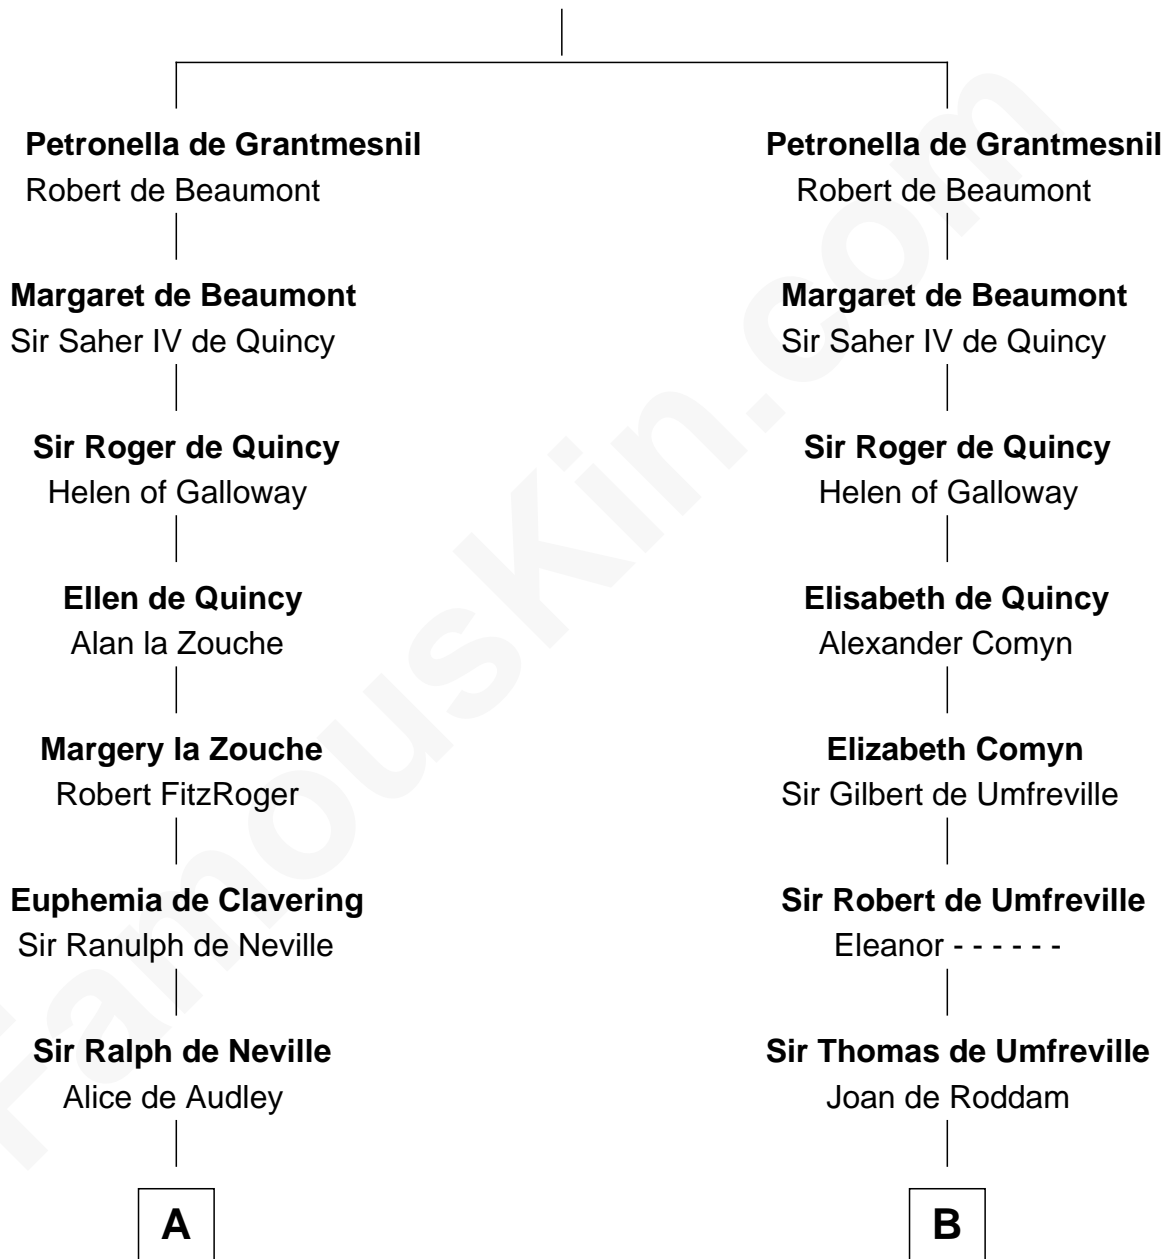 Petronella de Grantmesnil
Robert de Beaumont
Margaret de Beaumont
Sir Saher IV de Quincy
Sir Roger de Quincy
Helen of Galloway
Ellen de Quincy
Alan la Zouche
Margery la Zouche
Robert FitzRoger
Euphemia de Clavering
Sir Ranulph de Neville
Sir Ralph de Neville
Alice de Audley
A
Petronella de Grantmesnil
Robert de Beaumont
Margaret de Beaumont
Sir Saher IV de Quincy
Sir Roger de Quincy
Helen of Galloway
Elisabeth de Quincy
Alexander Comyn
Elizabeth Comyn
Sir Gilbert de Umfreville
Sir Robert de Umfreville
Eleanor - - - - - -
Sir Thomas de Umfreville
Joan de Roddam
B
FamousKin.com